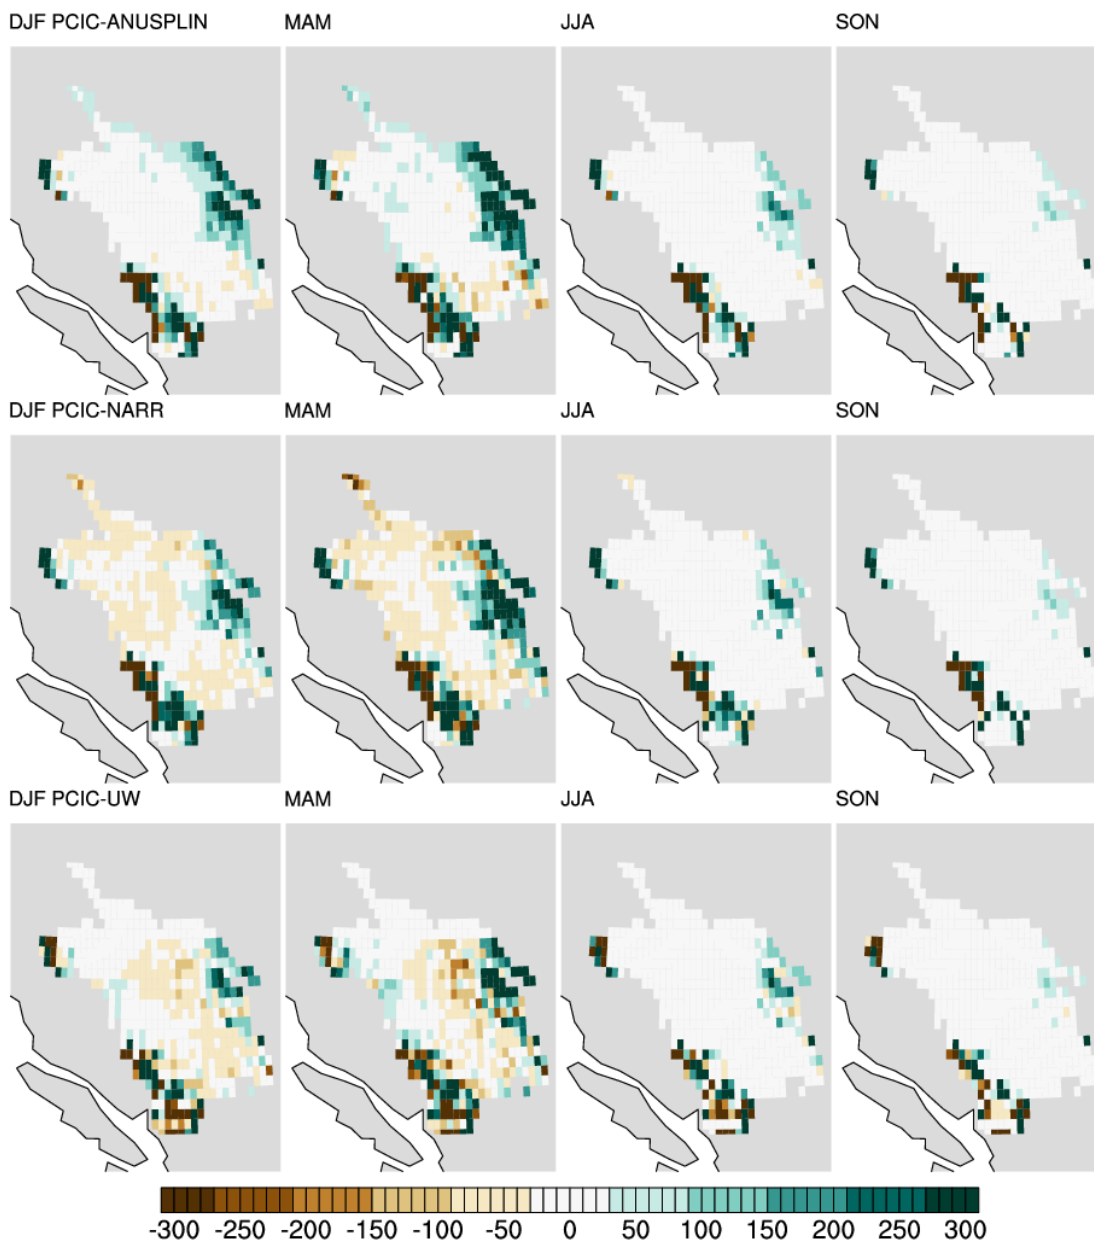 DJF PCIC-ANUSPLIN MAM JJA SON
DJF PCIC-NARR MAM JJA SON
DJF PCIC-UW MAM JJA SON
-300 -250 -200 -150 -100 -50 0 50 100 150 200 250 300